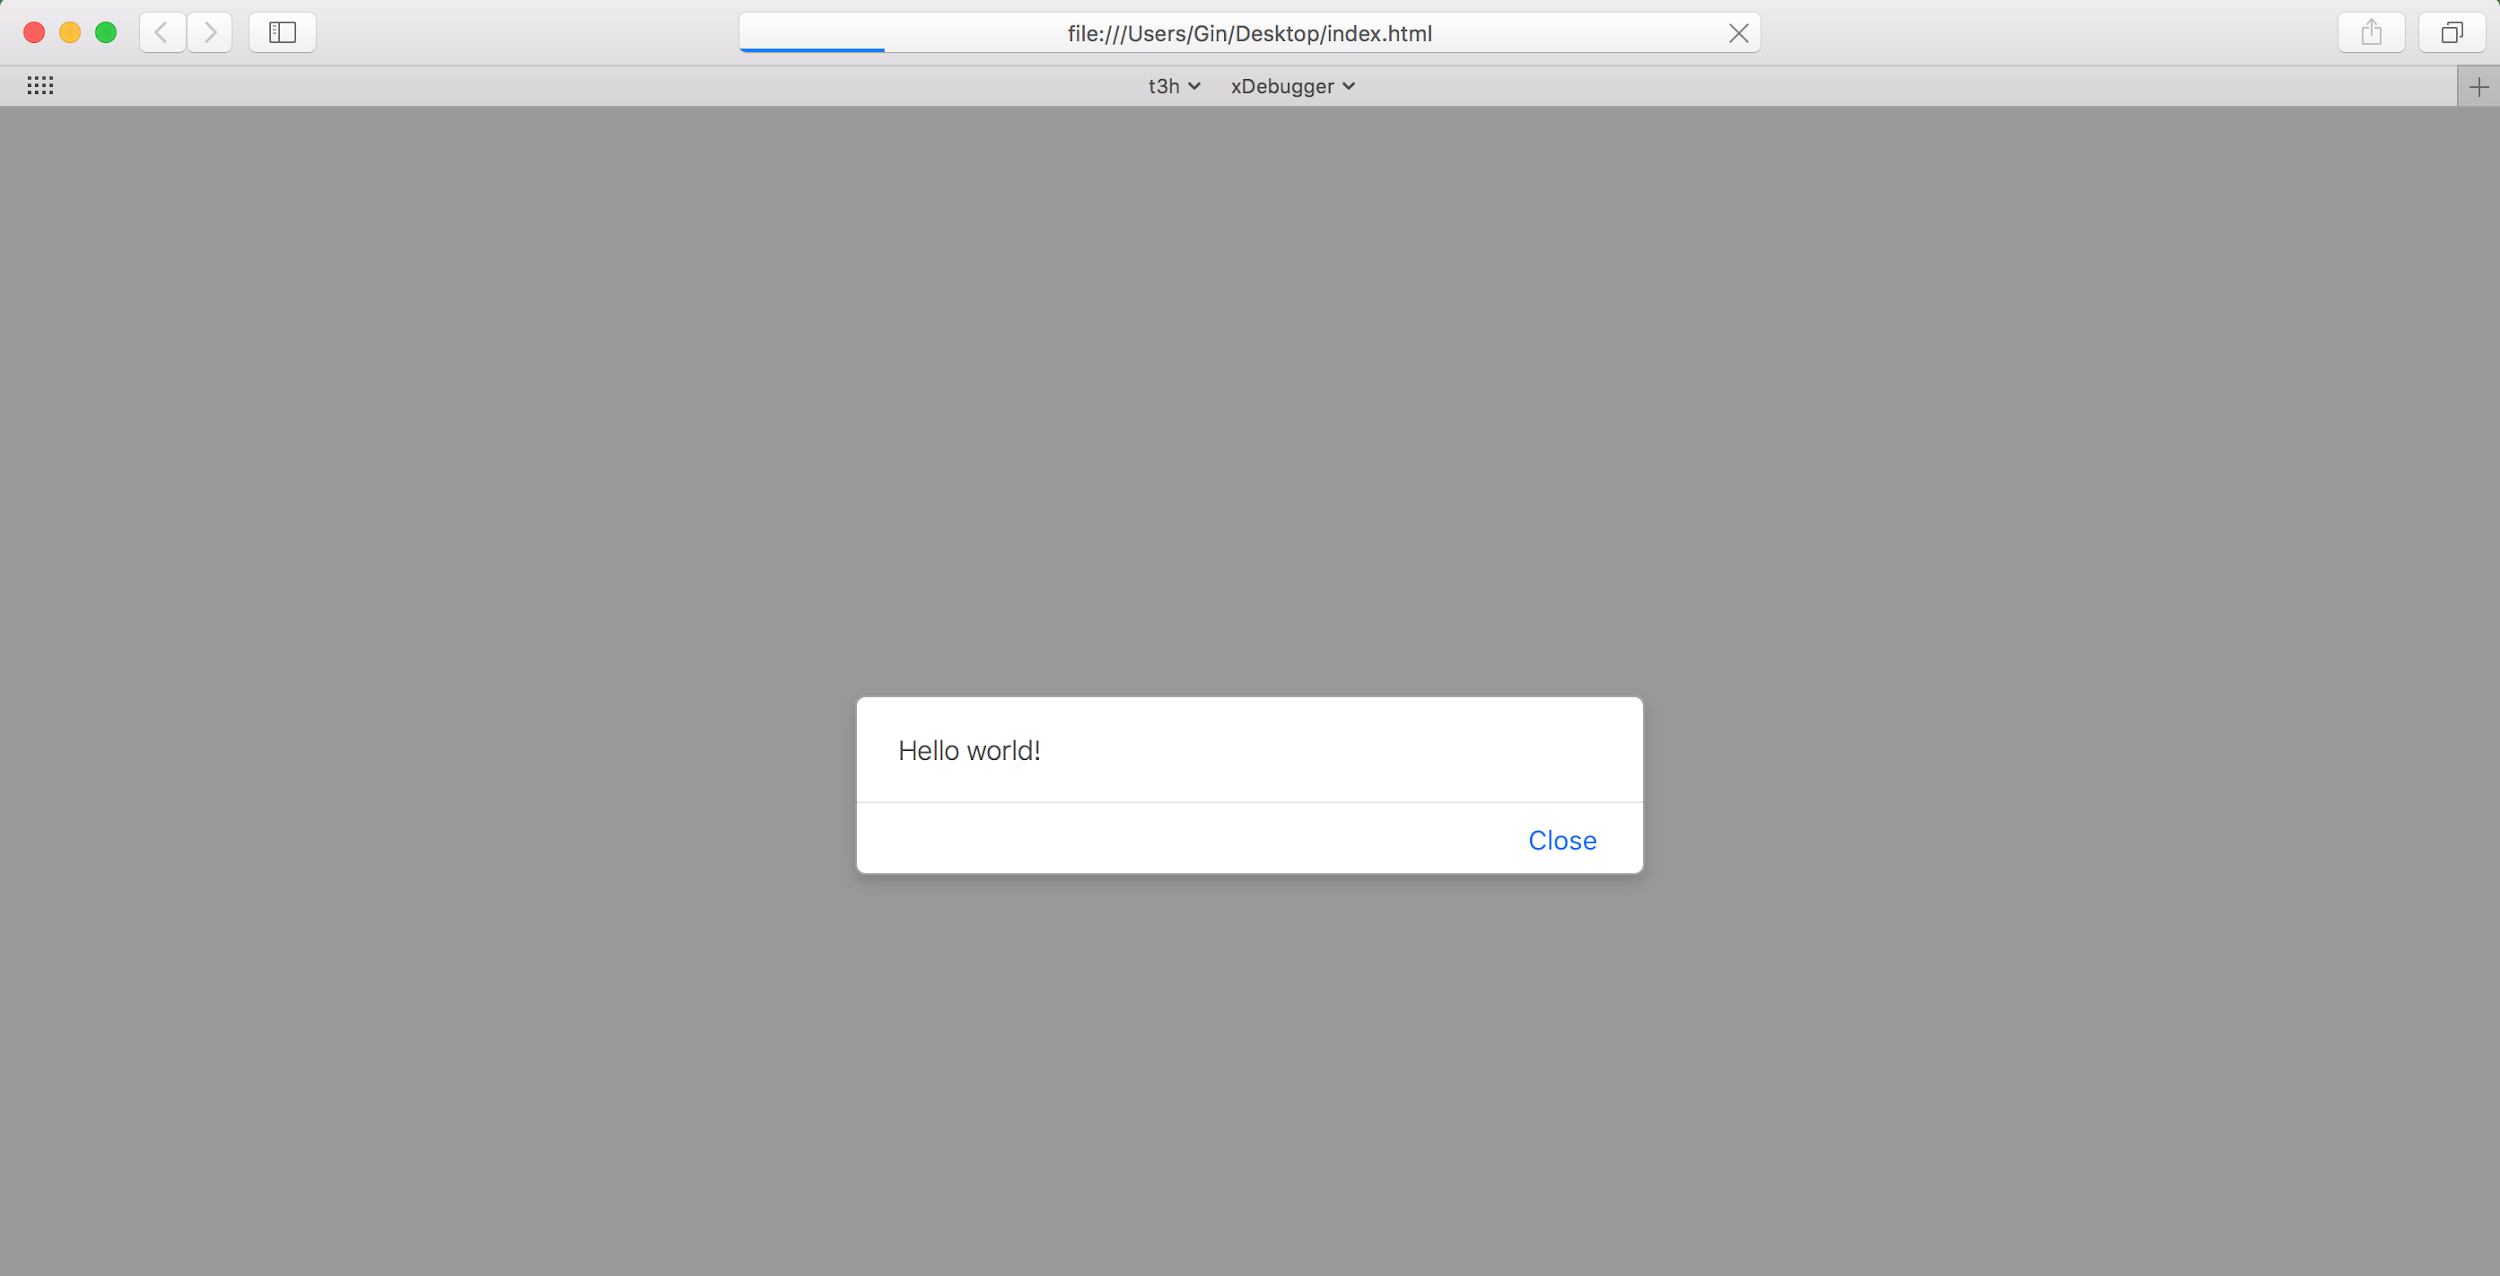 file:///Users/Gin/Desktop/index.html
t3h xDebugger
Hello world!
Close